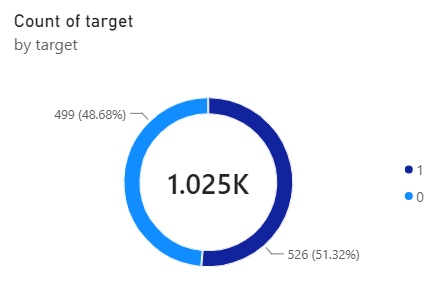 Count of target
by target
499 (48.68%)
1.025K
1
0
526 (51.32%)